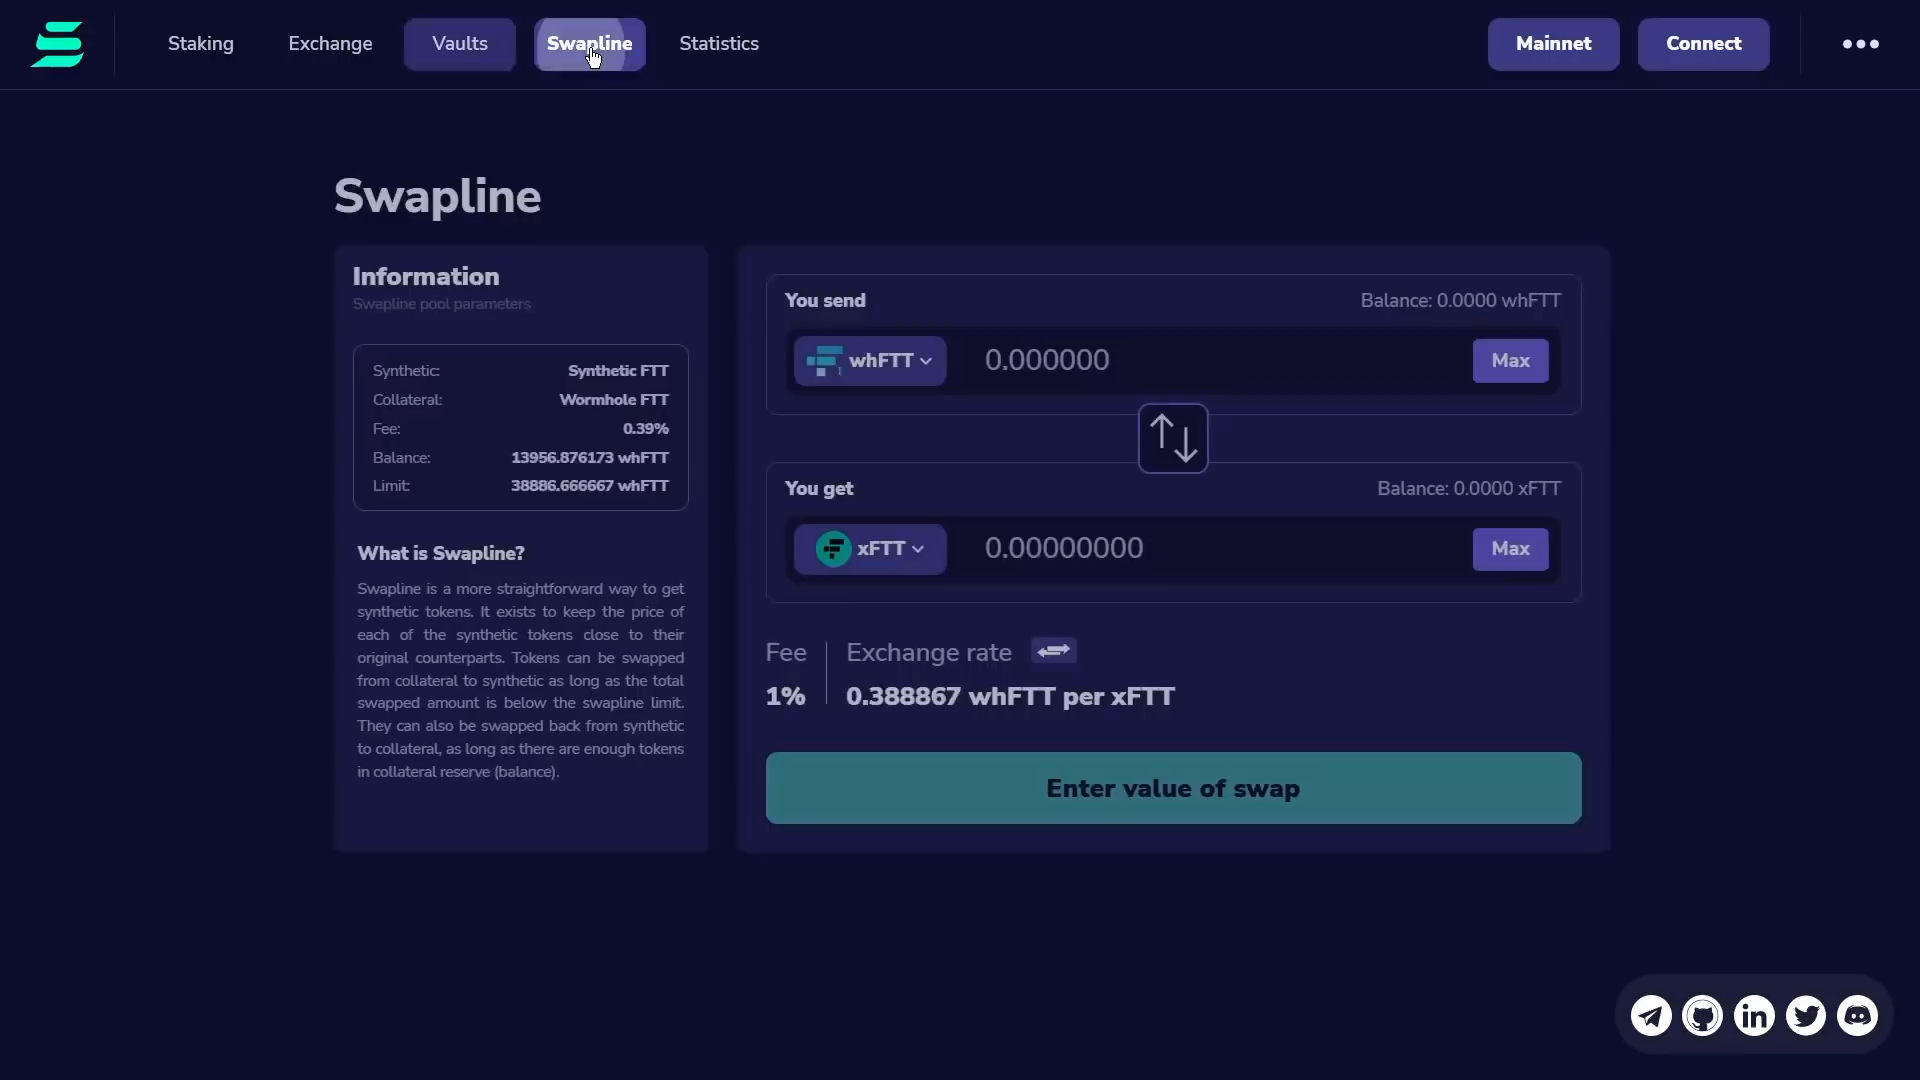 Staking
Exchange
Vaults
Swapline
Statistics
Mainnet
Connect
Swapline
Information
Swapline pool parameters
Synthetic: Synthetic FTT
Collateral: Wormhole FTT
Fee: 0.39%
Balance: 13956.876173 whFTT
Limit: 38886.666667 whFTT
What is Swapline?
Swapline is a more straightforward way to get
synthetic tokens. It exists to keep the price of
each of the synthetic tokens close to their
original counterparts. Tokens can be swapped
from collateral to synthetic as long as the total
swapped amount is below the swapline limit.
They can also be swapped back from synthetic
to collateral, as long as there are enough tokens
in collateral reserve (balance).
You send
Balance: 0.0000 whFTT
whFTT
0.000000
Max
You get
Balance: 0.0000 xFTT
xFTT
0.00000000
Max
Fee
Exchange rate
1%
0.388867 whFTT per xFTT
Enter value of swap